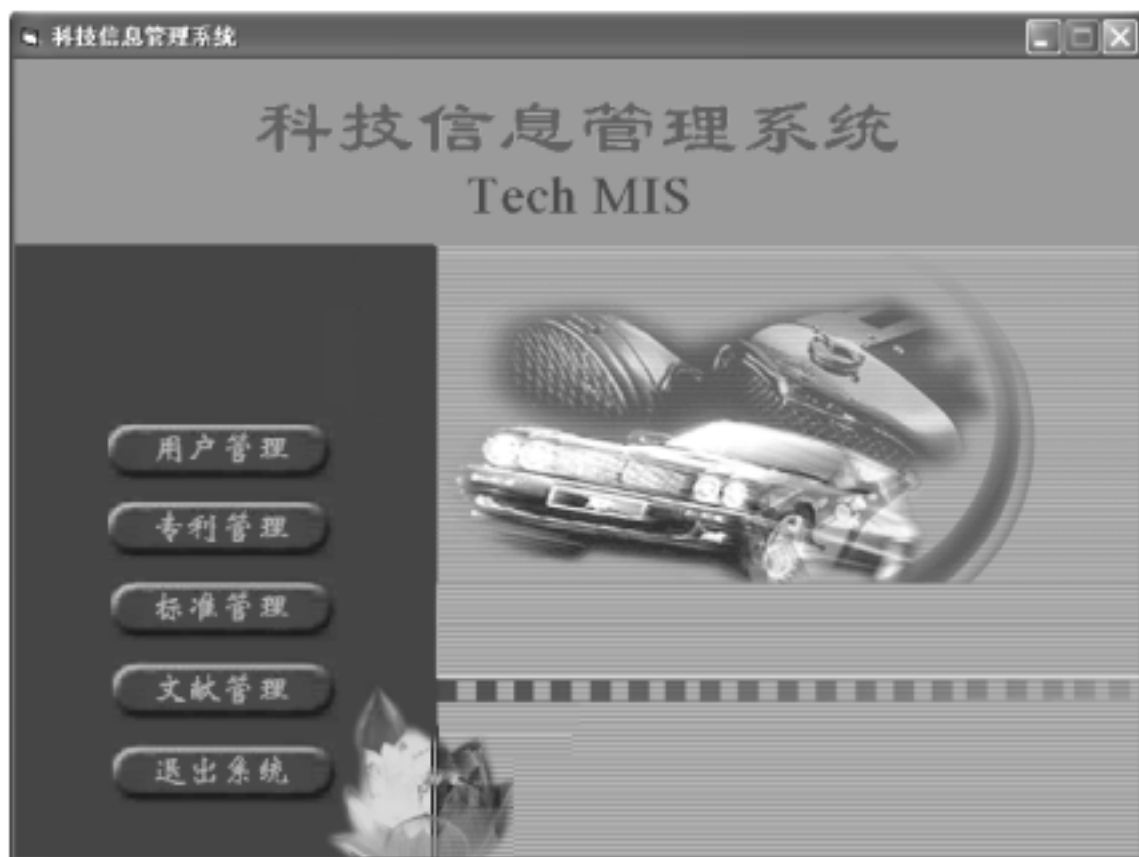 科技信息管理系统
科技信息管理系统
Tech MIS
用户管理
专利管理
标准管理
文献管理
退出系统